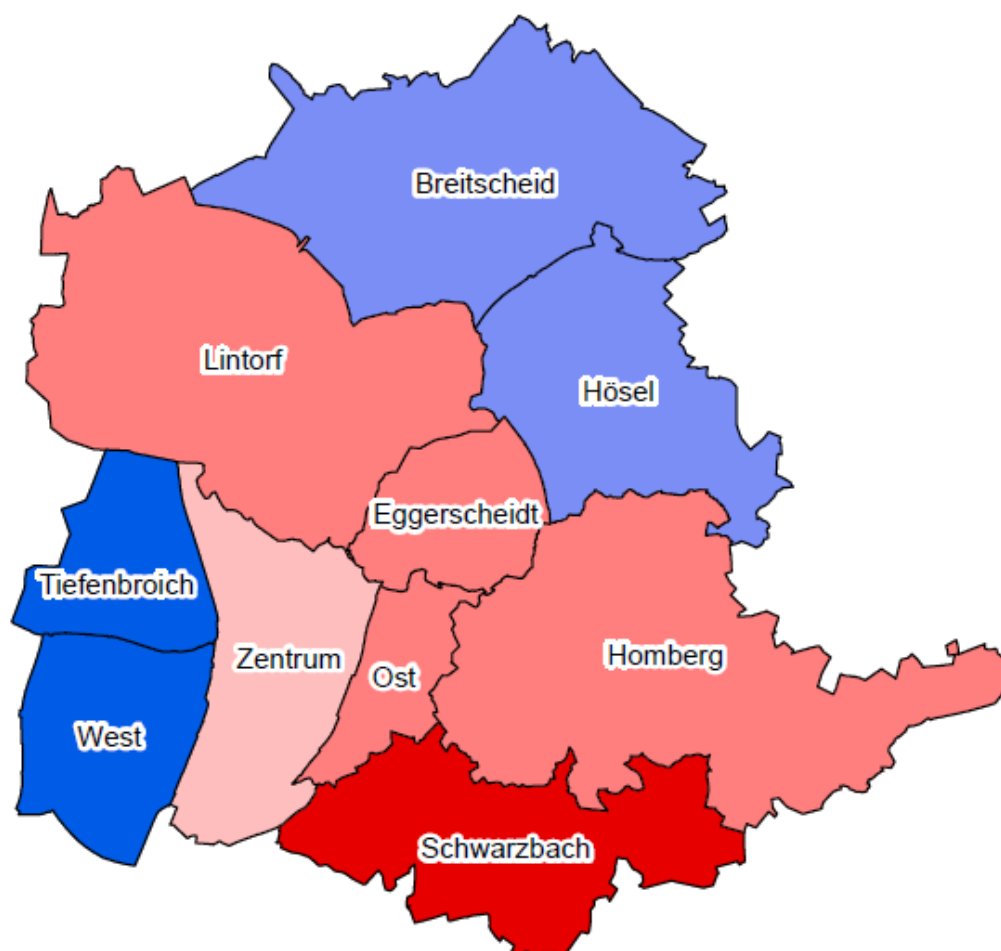 Breitscheid
Lintorf
Hösel
Eggerscheidt
Tiefenbroich
Zentrum
Homberg
Ost
West
Schwarzbach